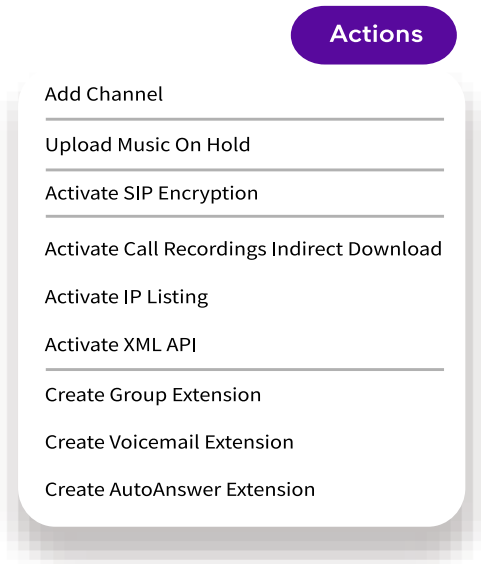 Actions
Add Channel
Upload Music On Hold
Activate SIP Encryption
Activate Call Recordings Indirect Download
Activate IP Listing
Activate XML API
Create Group Extension
Create Voicemail Extension
Create AutoAnswer Extension